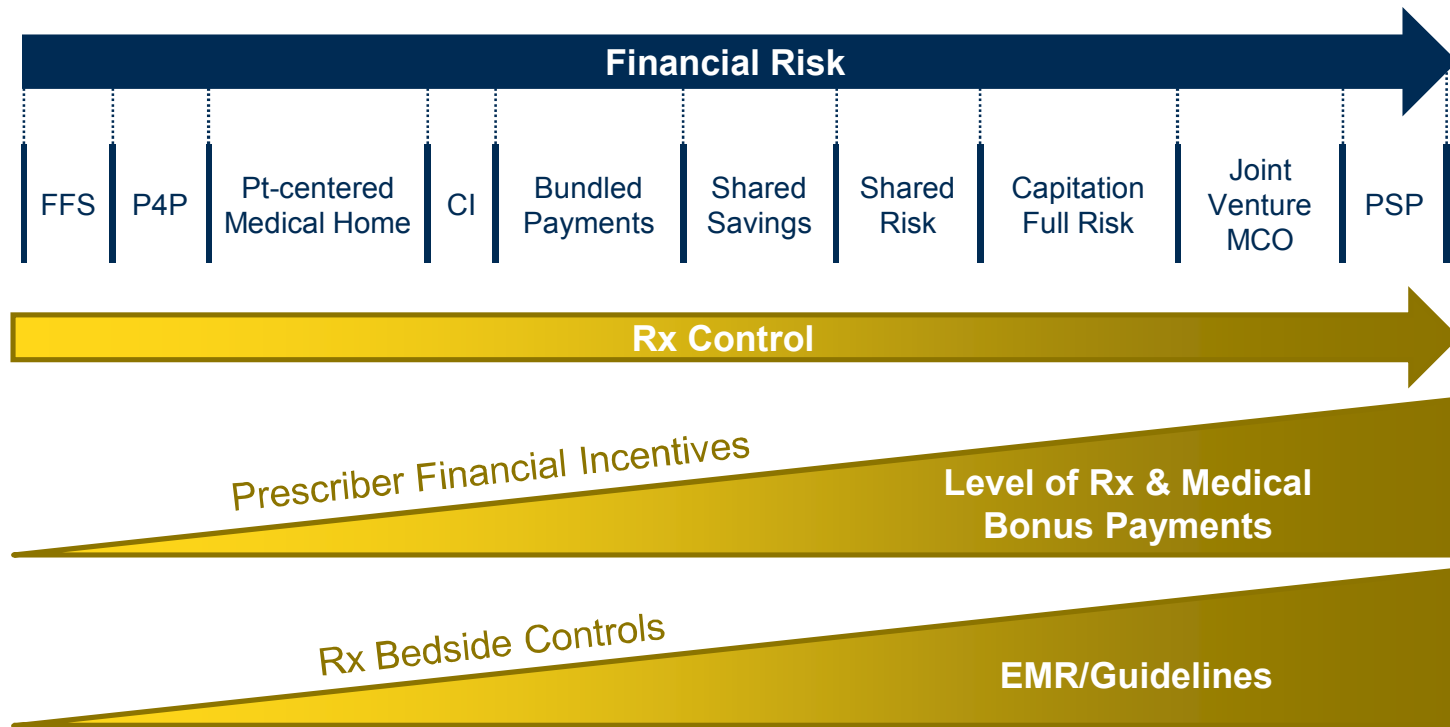 Financial Risk
FFS
P4P
Pt-centered
Medical Home
CI
Bundled
Payments
Shared
Savings
Shared
Risk
Capitation
Full Risk
Joint
Venture
MCO
PSP
Rx Control
Prescriber Financial Incentives
Level of Rx & Medical
Bonus Payments
Rx Bedside Controls
EMR/Guidelines